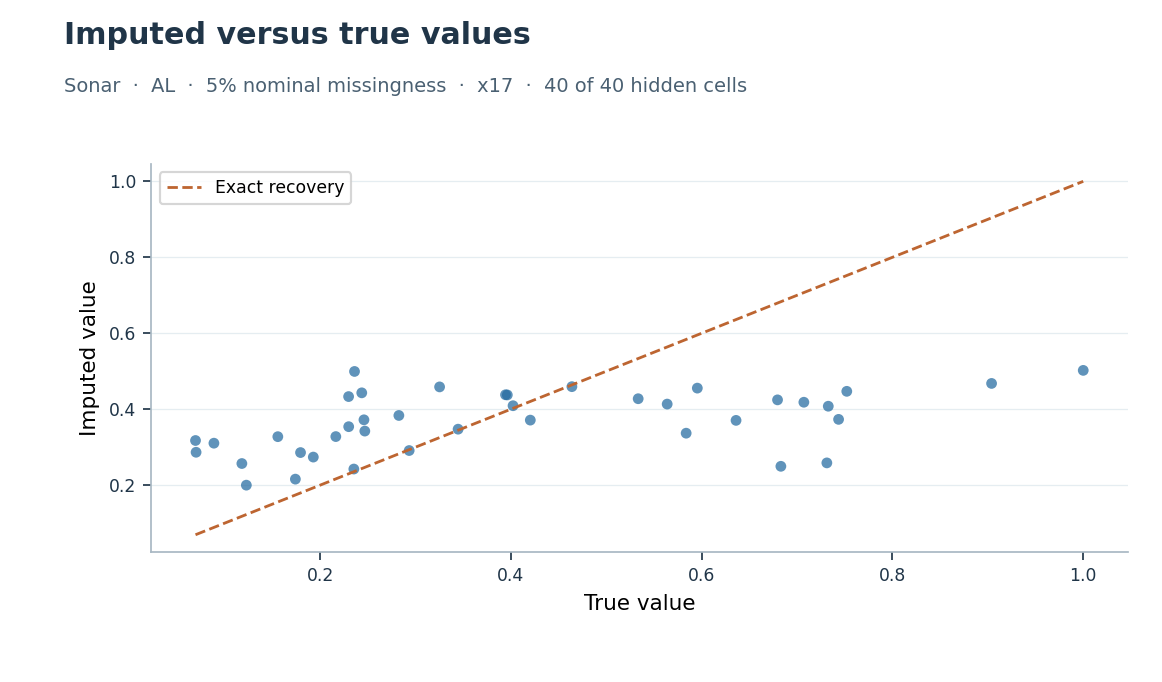 Imputed versus true values
Sonar · AL · 5% nominal missingness · x17 · 40 of 40 hidden cells
Exact recovery
1.0
0.8
0.6
0.4
0.2
Imputed value
0.2 0.4 0.6 0.8 1.0
True value